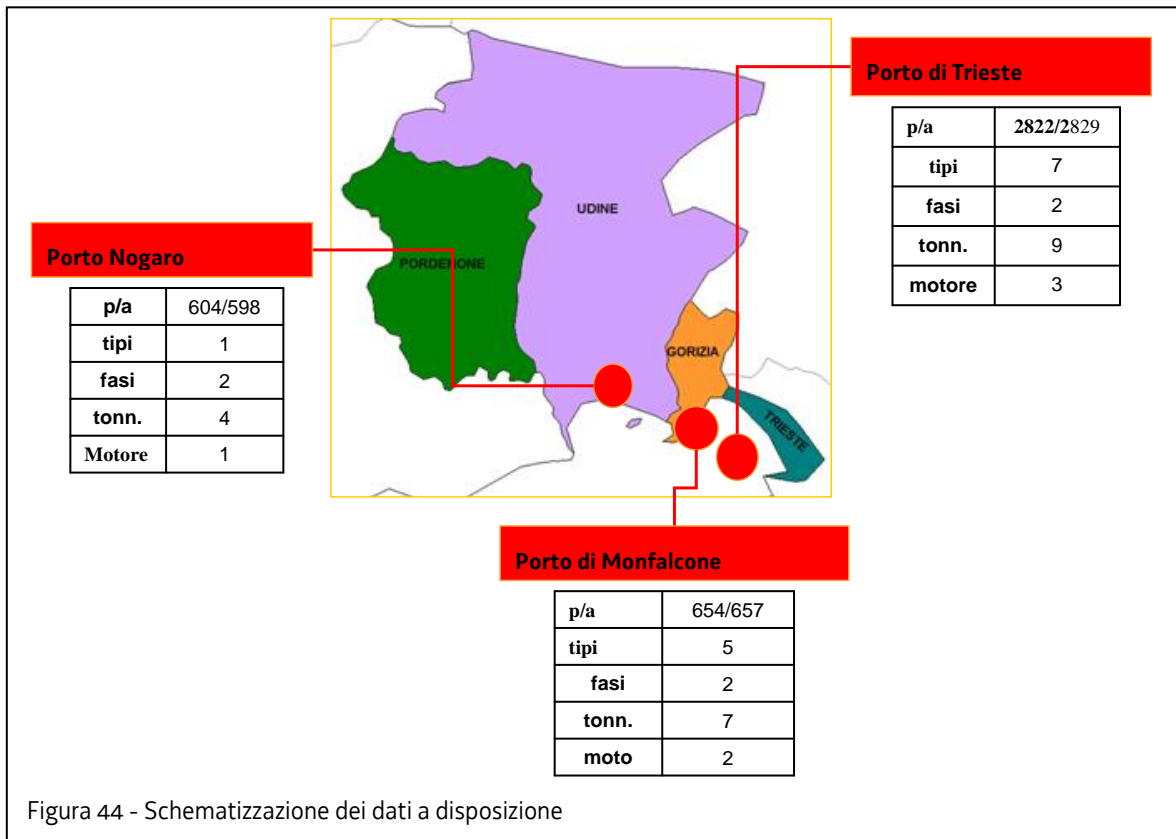 Porto di Trieste
p/a 2822/2829
tipi 7
fasi 2
tonn. 9
motore 3
UDINE
PORDENONE
GORIZIA
TRIESTE
Porto Nogaro
p/a 604/598
tipi 1
fasi 2
tonn. 4
Motore 1
Porto di Monfalcone
p/a 654/657
tipi 5
fasi 2
tonn. 7
moto 2
Figura 44 - Schematizzazione dei dati a disposizione